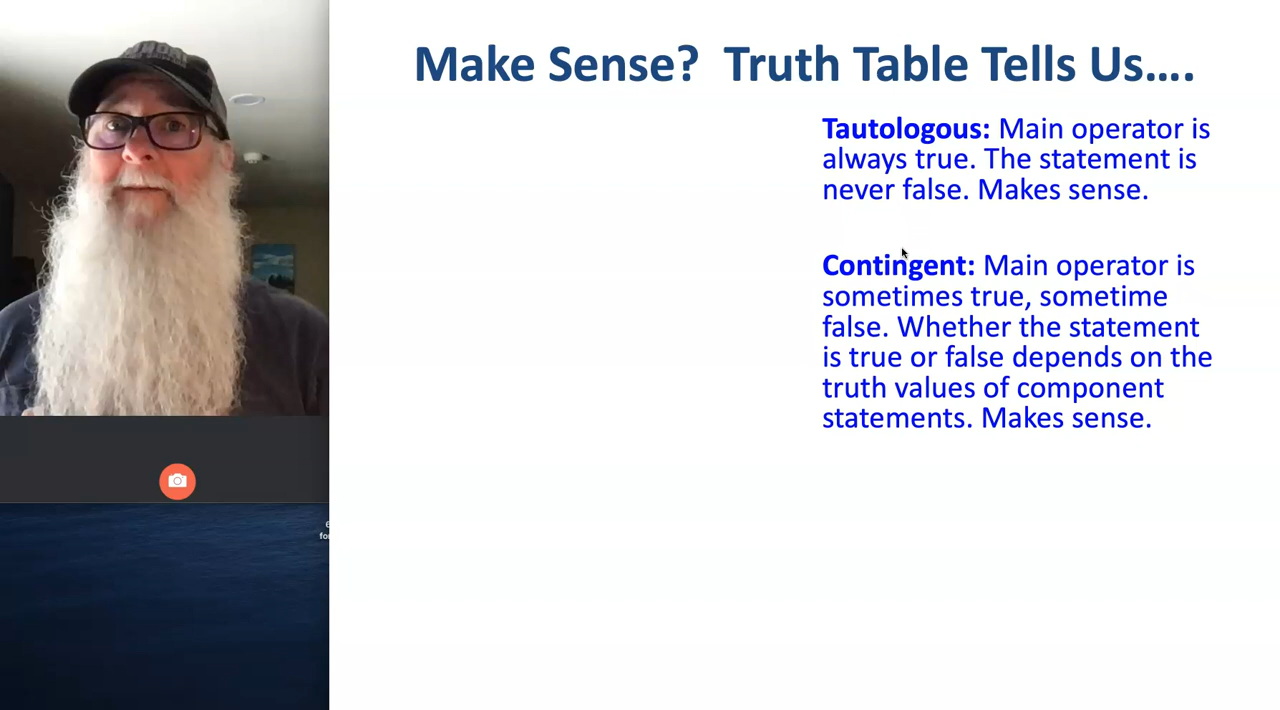 Make Sense? Truth Table Tells Us....
Tautologous: Main operator is
always true. The statement is
never false. Makes sense.
Contingent: Main operator is
sometimes true, sometime
false. Whether the statement
is true or false depends on the
truth values of component
statements. Makes sense.